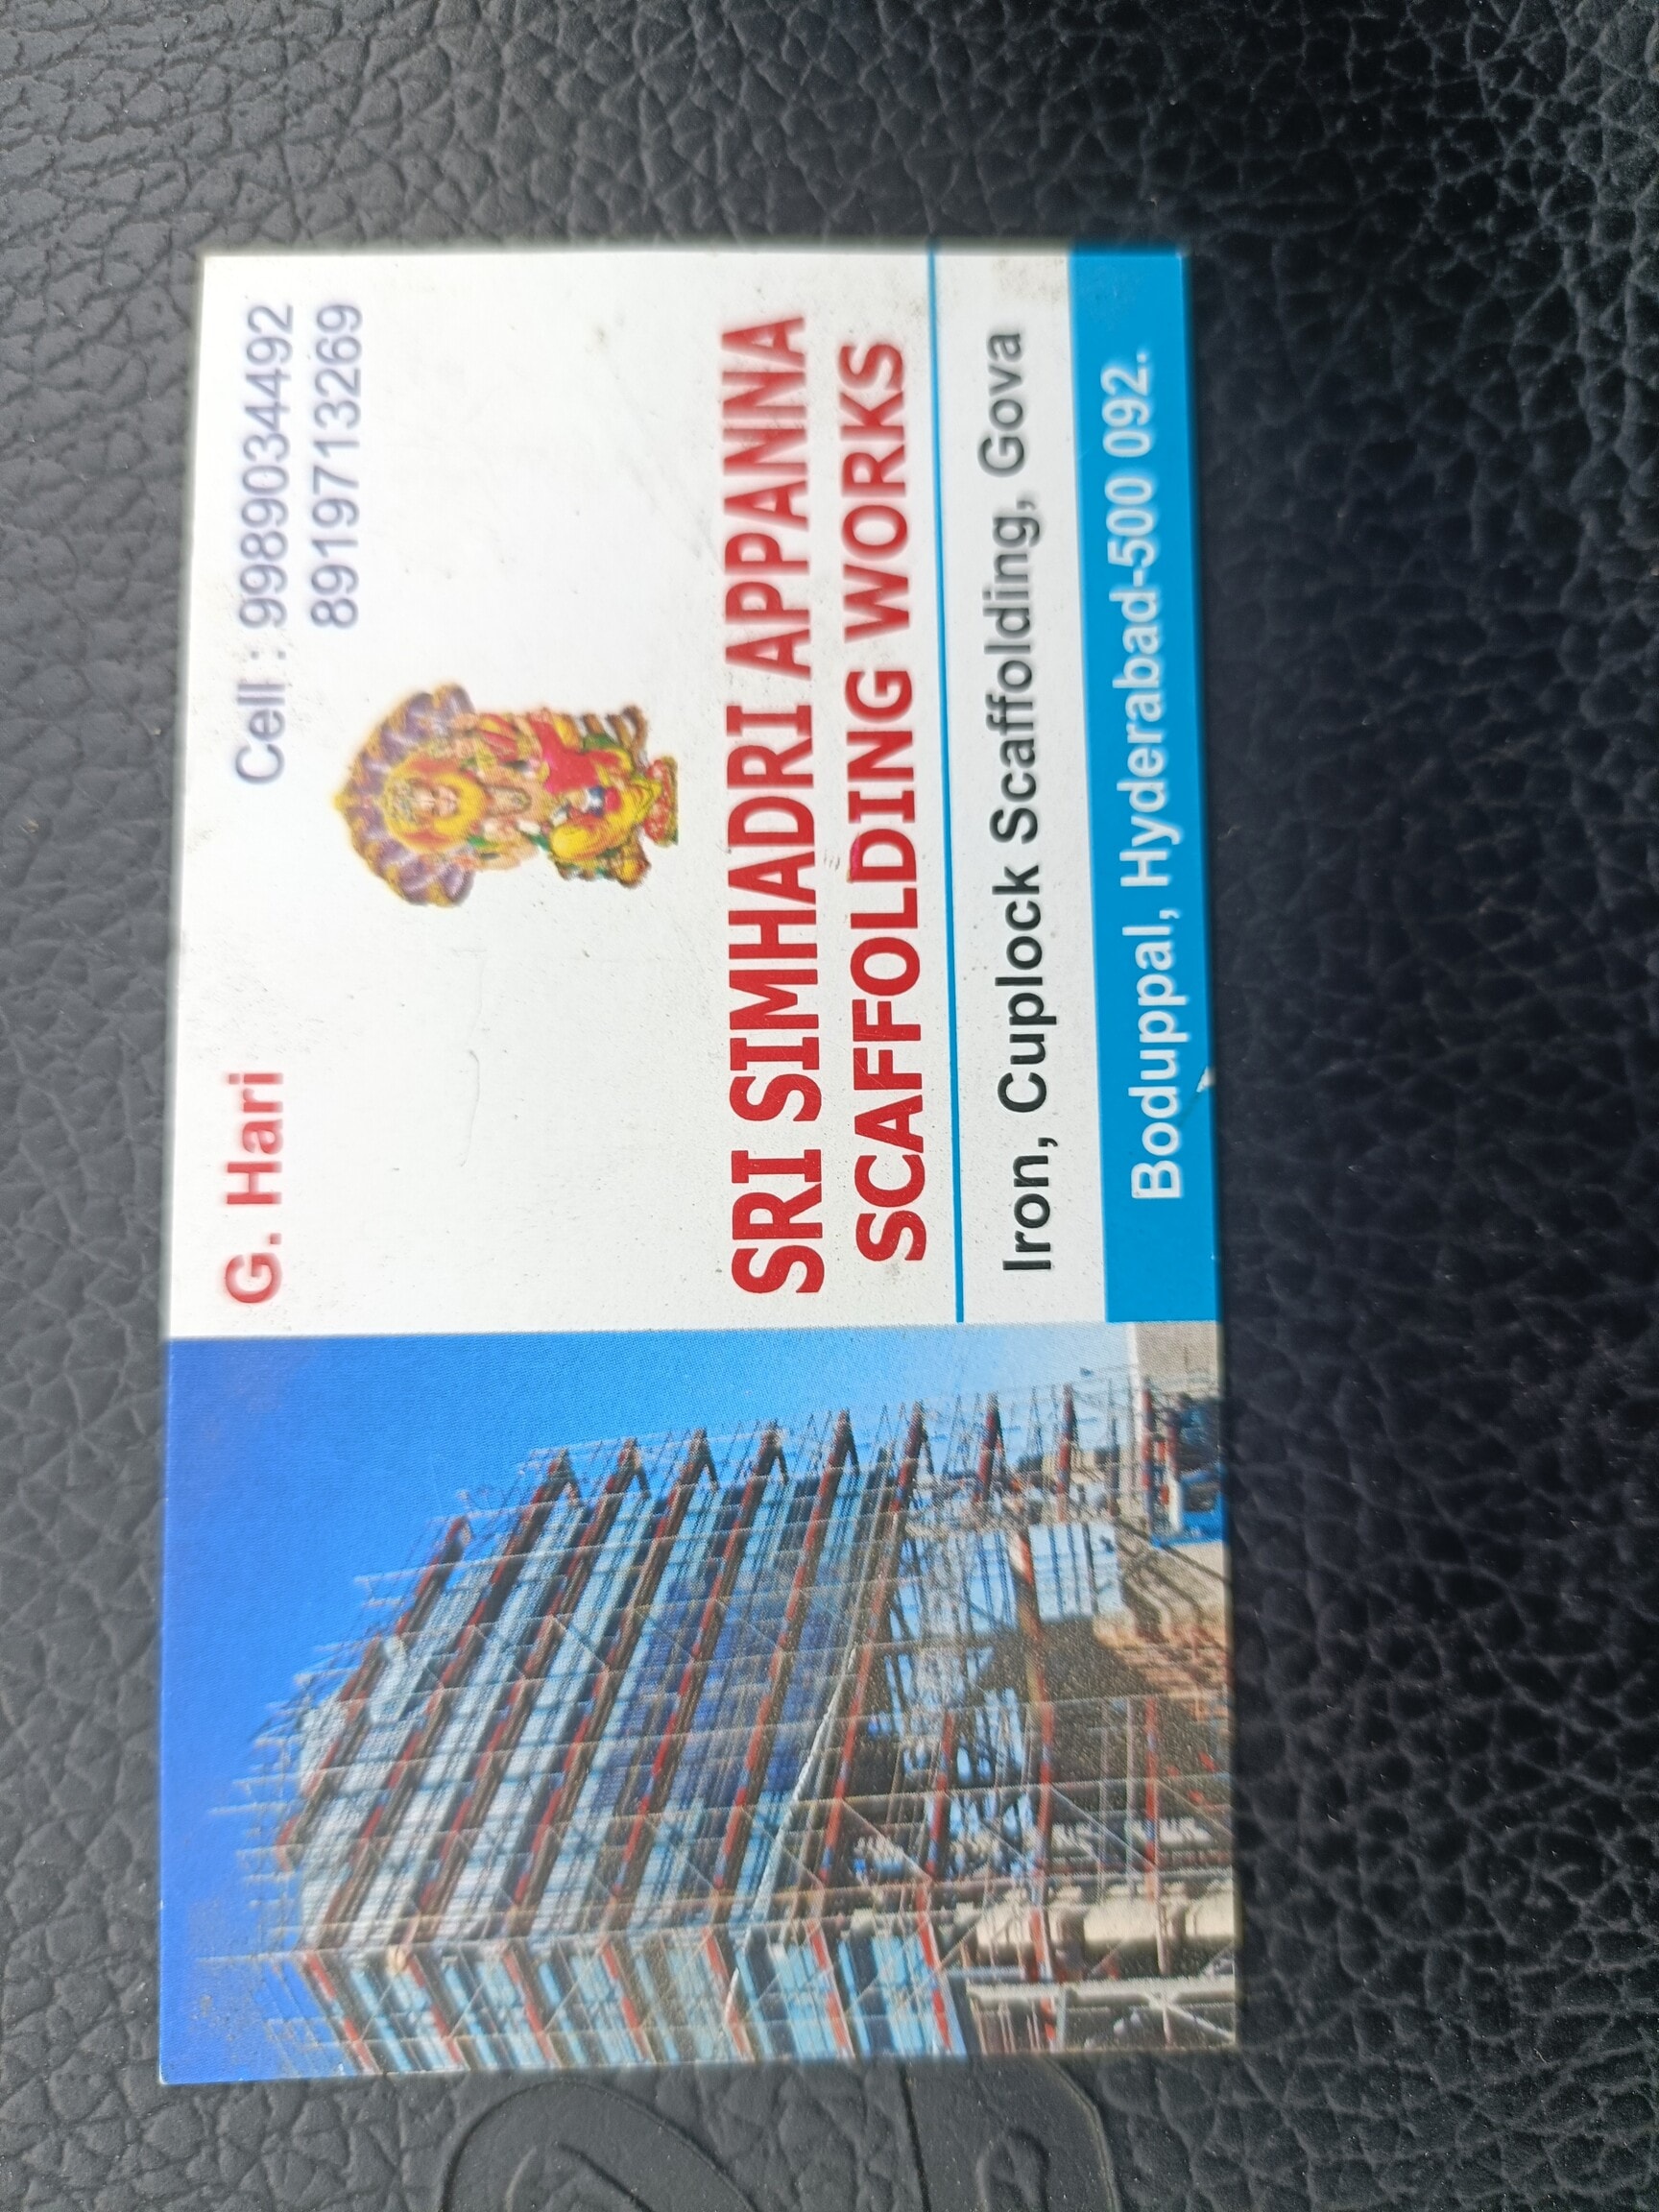 G. Hari
Cell : 9989034492
8919713269
SRI SIMHADRI APPANNA
SCAFFOLDING WORKS
Iron, Cuplock Scaffolding, Gova
Boduppal, Hyderabad-500 092.